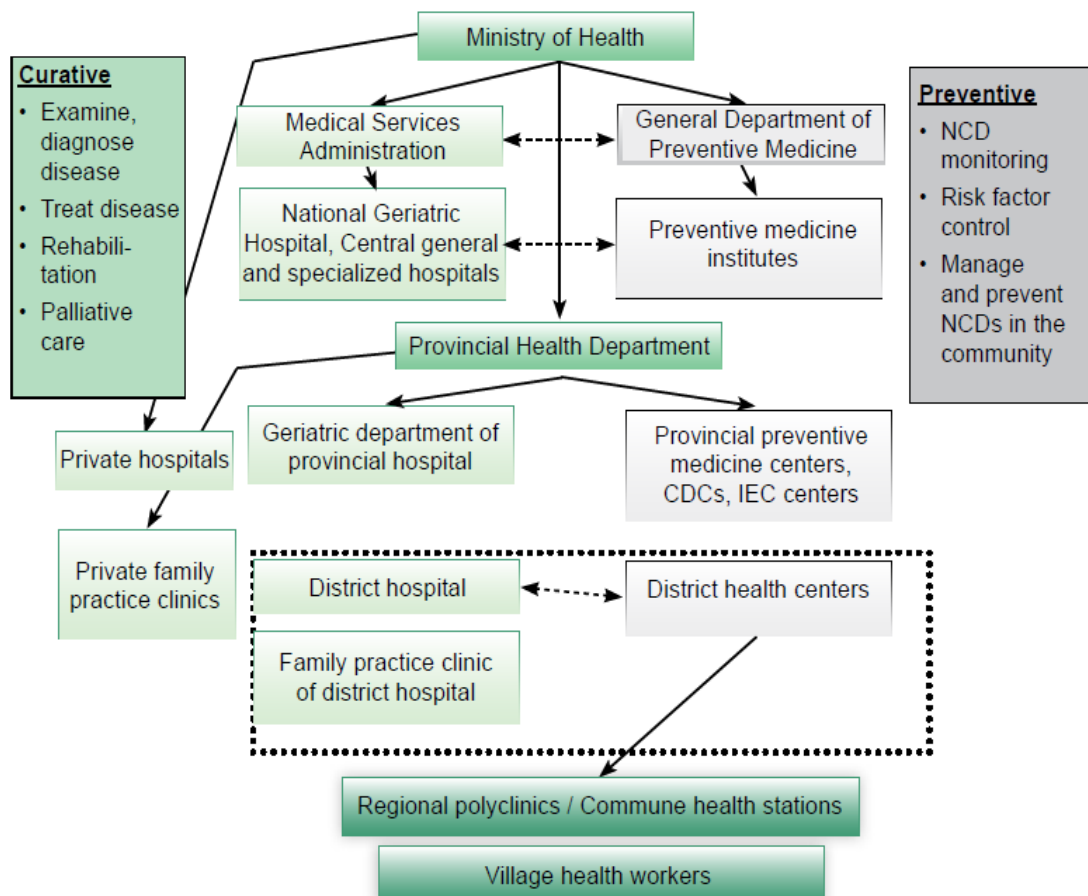 Ministry of Health
Curative
• Examine,
diagnose
disease
• Treat disease
• Rehabili-
tation
• Palliative
care
Medical Services
Administration
General Department of
Preventive Medicine
Preventive
• NCD
monitoring
• Risk factor
control
• Manage
and prevent
NCDs in the
community
National Geriatric
Hospital, Central general
and specialized hospitals
Preventive medicine
institutes
Provincial Health Department
Private hospitals
Geriatric department of
provincial hospital
Provincial preventive
medicine centers,
CDCs, IEC centers
Private family
practice clinics
District hospital
District health centers
Family practice clinic
of district hospital
Regional polyclinics / Commune health stations
Village health workers